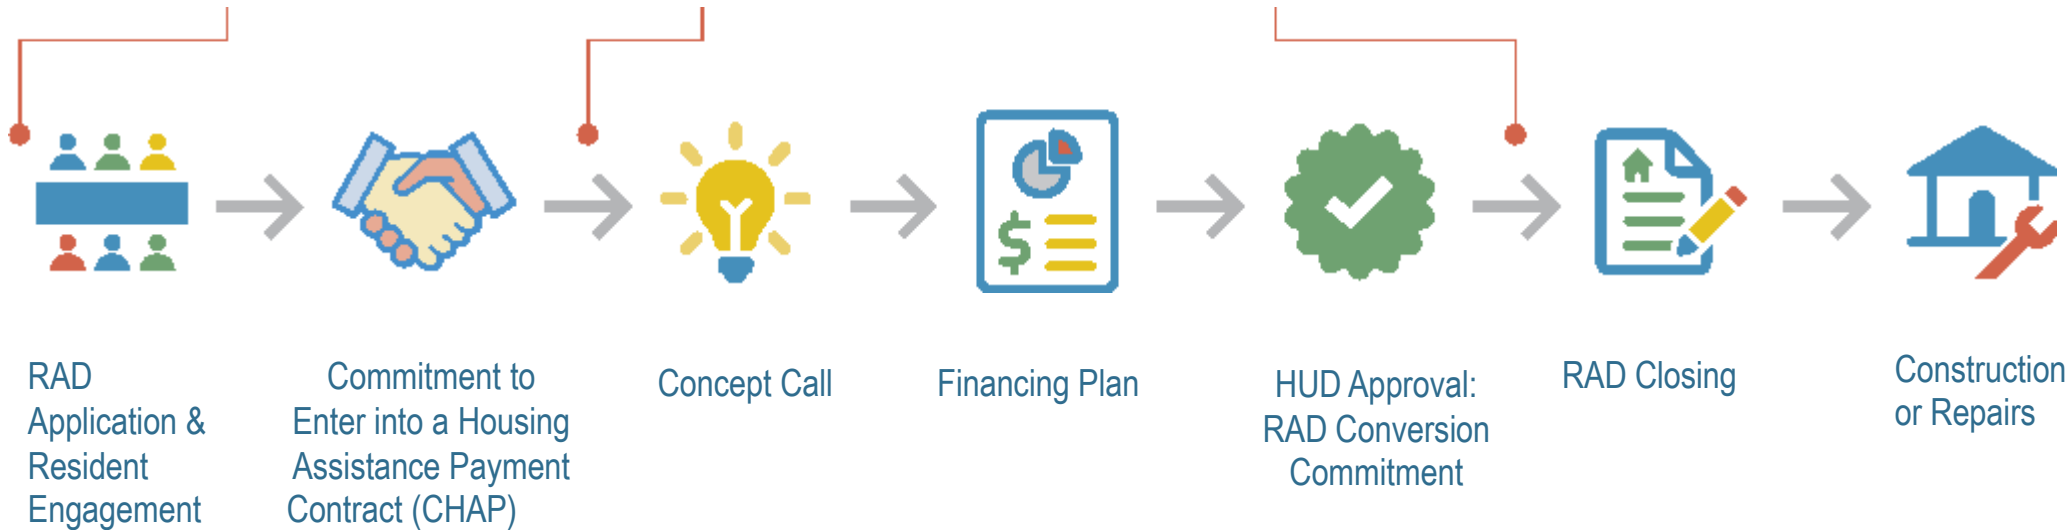 RAD
Application &
Resident
Engagement
Commitment to
Enter into a Housing
Assistance Payment
Contract (CHAP)
Concept Call
Financing Plan
$
HUD Approval:
RAD Conversion
Commitment
RAD Closing
Construction
or Repairs